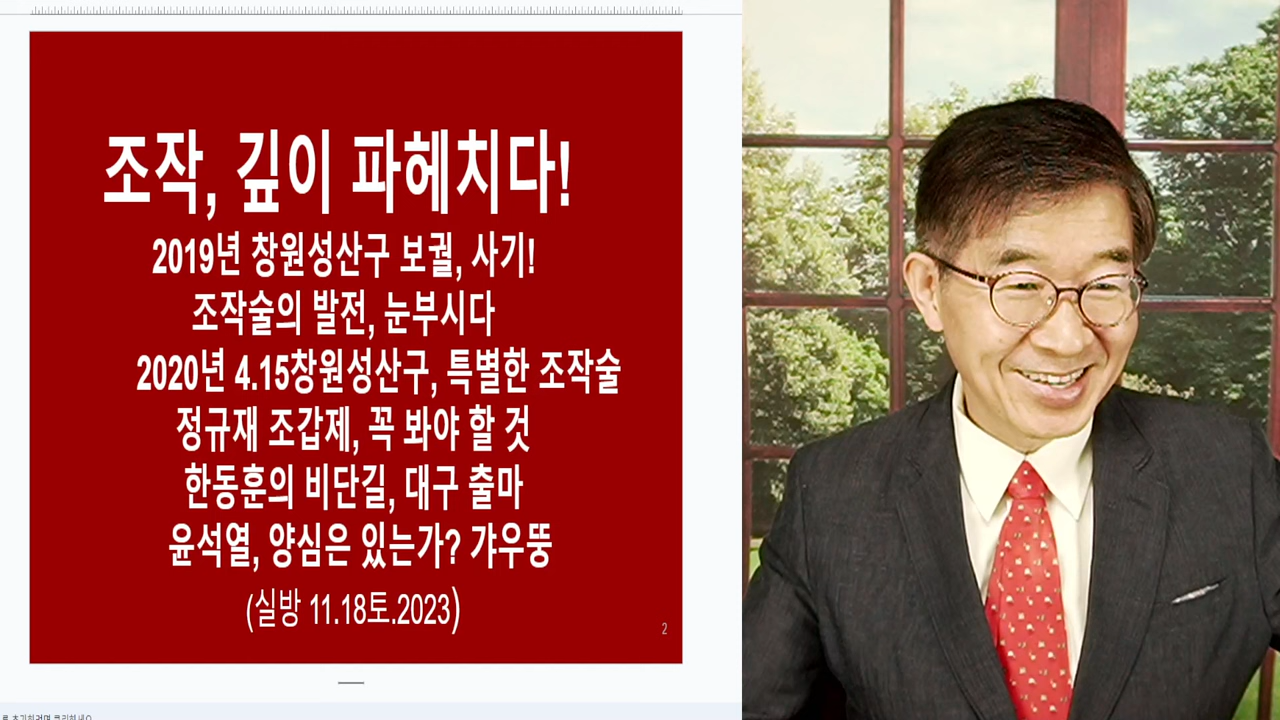 조작, 깊이 파헤치다!
2019년 창원성산구 보궐, 사기!
조작술의 발전, 눈부시다
2020년 4.15창원성산구, 특별한 조작술
정규재 조갑제, 꼭 봐야 할 것
한동훈의 비단길, 대구 출마
윤석열, 양심은 있는가? 갸우뚱
(실방 11.18토.2023)
2